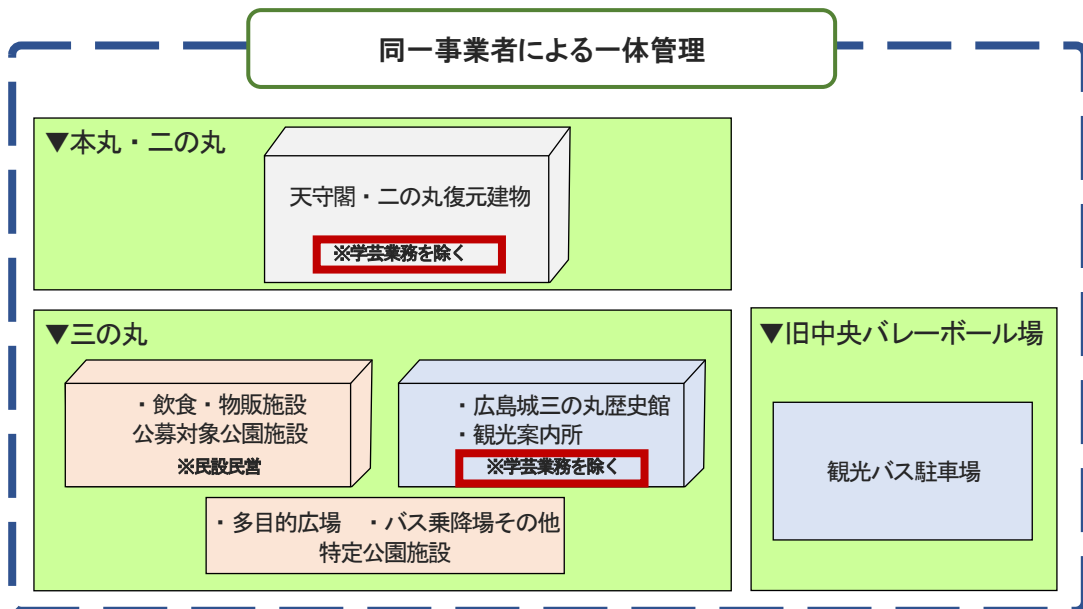 同一事業者による一体管理
▼本丸・二の丸
天守閣・二の丸復元建物
※学芸業務を除く
▼三の丸
・飲食・物販施設
公募対象公園施設
※民設民営
・広島城三の丸歴史館
・観光案内所
※学芸業務を除く
・多目的広場　・バス乗降場その他
特定公園施設
▼旧中央バレーボール場
観光バス駐車場